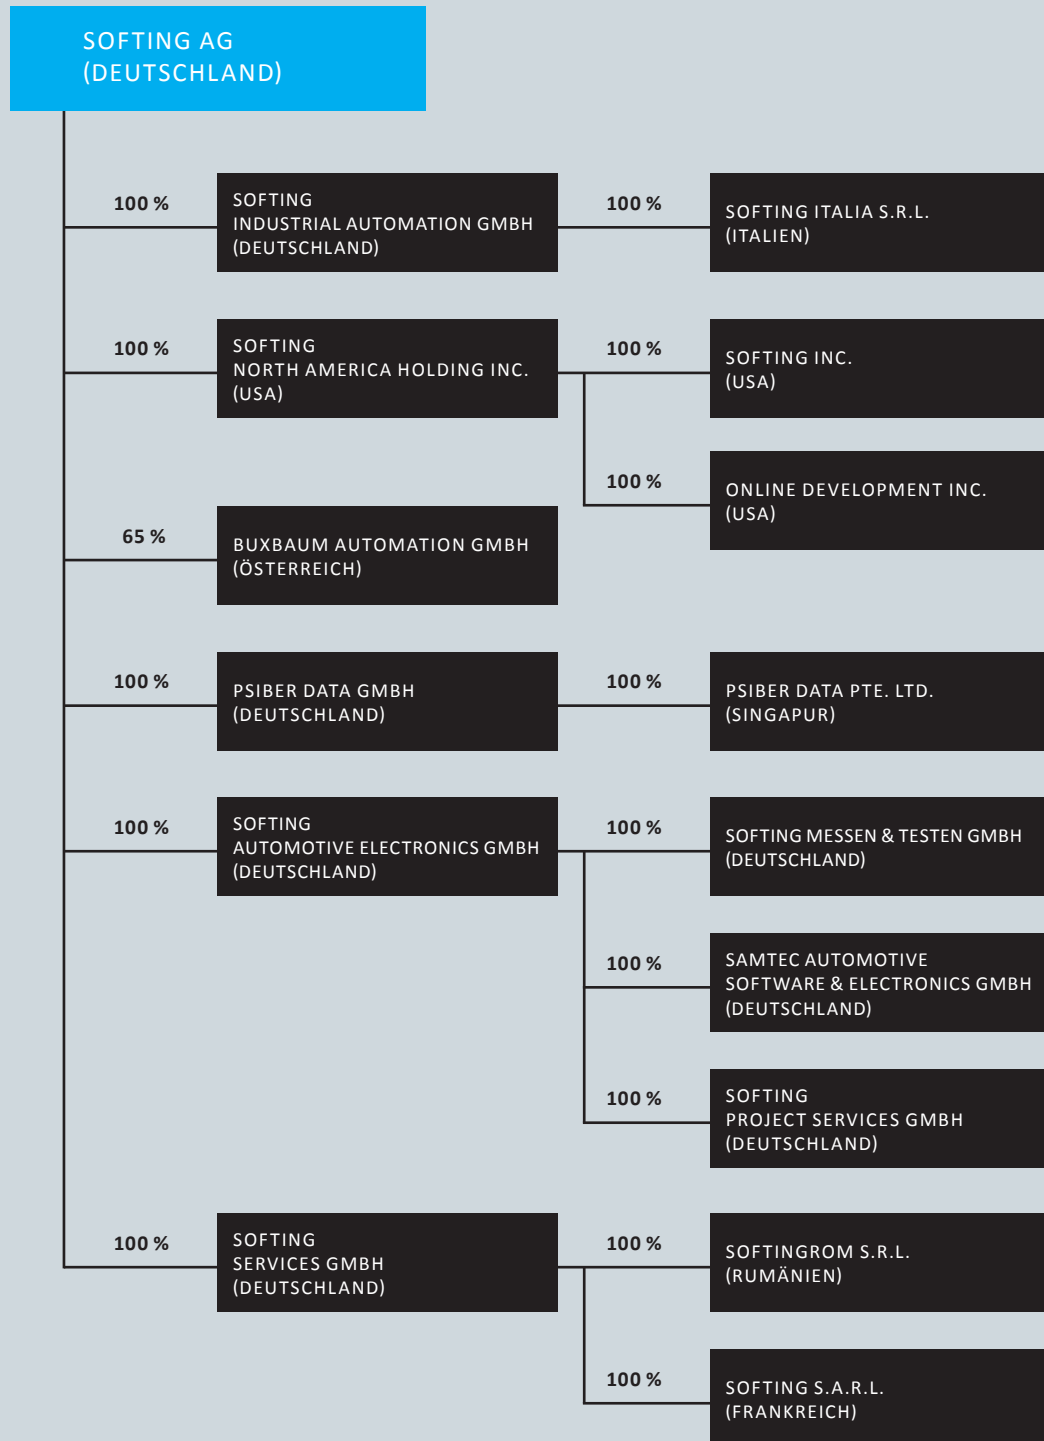 SOFTING AG
(DEUTSCHLAND)
100 %
SOFTING
INDUSTRIAL AUTOMATION GMBH
(DEUTSCHLAND)
100 %
SOFTING ITALIA S.R.L.
(ITALIEN)
100 %
SOFTING
NORTH AMERICA HOLDING INC.
(USA)
100 %
SOFTING INC.
(USA)
100 %
ONLINE DEVELOPMENT INC.
(USA)
65 %
BUXBAUM AUTOMATION GMBH
(ÖSTERREICH)
100 %
PSIBER DATA GMBH
(DEUTSCHLAND)
100 %
PSIBER DATA PTE. LTD.
(SINGAPUR)
100 %
SOFTING
AUTOMOTIVE ELECTRONICS GMBH
(DEUTSCHLAND)
100 %
SOFTING MESSEN & TESTEN GMBH
(DEUTSCHLAND)
100 %
SAMTEC AUTOMOTIVE
SOFTWARE & ELECTRONICS GMBH
(DEUTSCHLAND)
100 %
SOFTING
PROJECT SERVICES GMBH
(DEUTSCHLAND)
100 %
SOFTING
SERVICES GMBH
(DEUTSCHLAND)
100 %
SOFTINGROM S.R.L.
(RUMÄNIEN)
100 %
SOFTING S.A.R.L.
(FRANKREICH)